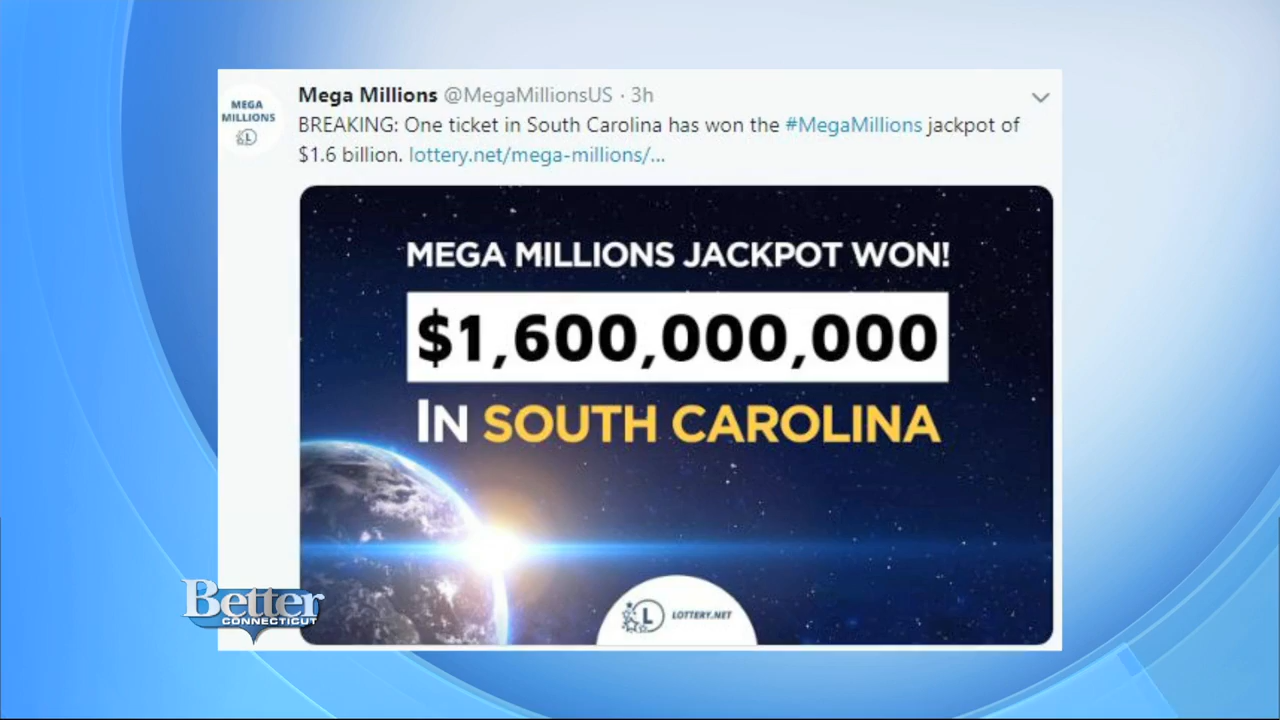 MEGA
MILLIONS
L
Mega Millions @MegaMillionsUS · 3h
BREAKING: One ticket in South Carolina has won the #MegaMillions jackpot of
$1.6 billion. lottery.net/mega-millions/...
MEGA MILLIONS JACKPOT WON!
$1,600,000,000
IN SOUTH CAROLINA
L LOTTERY.NET
Better
CONNECTICUT